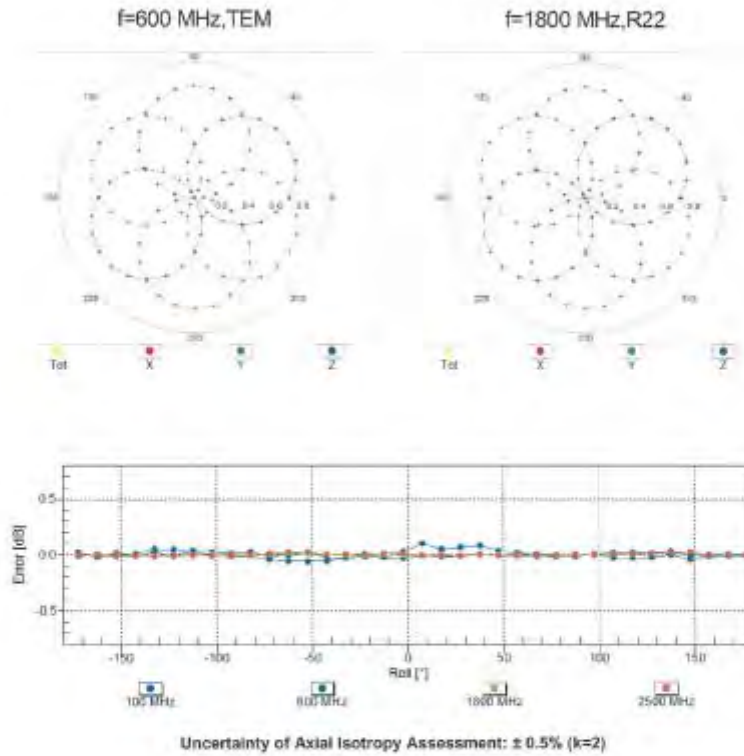 f=600 MHz,TEM
f=1800 MHz,R22
Tot X Y Z
Tot X Y Z
Error [dB]
0.5
0.0
-0.5
-150 -100 -50 0 50 100 150
Roll [°]
100 MHz 600 MHz 1800 MHz 2500 MHz
Uncertainty of Axial Isotropy Assessment: ± 0.5% (k=2)